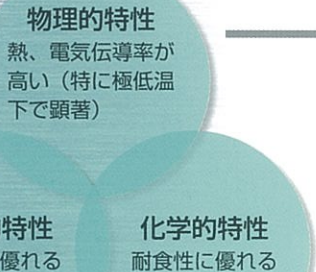 物理的特性
熱、電気伝導率が
高い（特に極低温
下で顕著）
特性
優れる
化学的特性
耐食性に優れる